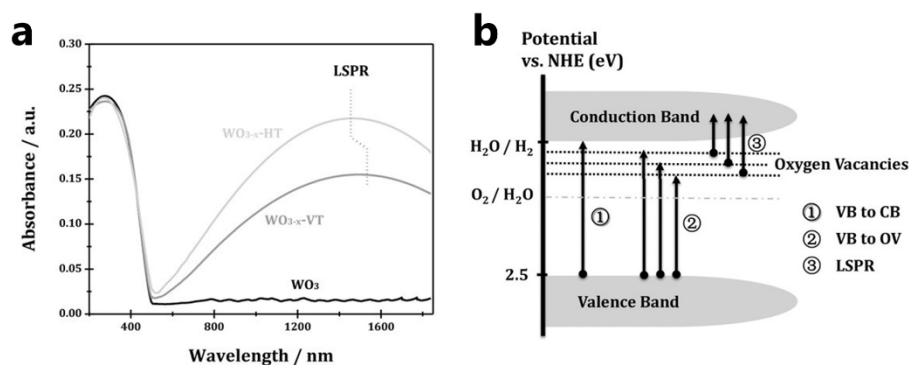 a
0.30
0.25
0.20
0.15
0.10
0.05
0.00
Absorbance / a.u.
LSPR
WO3-x-HT
WO3-x-VT
WO3
400
800
1200
1600
Wavelength / nm
b
Potential
vs. NHE (eV)
Conduction Band
H2O / H2
③
Oxygen Vacancies
O2 / H2O
①
②
① VB to CB
② VB to OV
③ LSPR
2.5
Valence Band